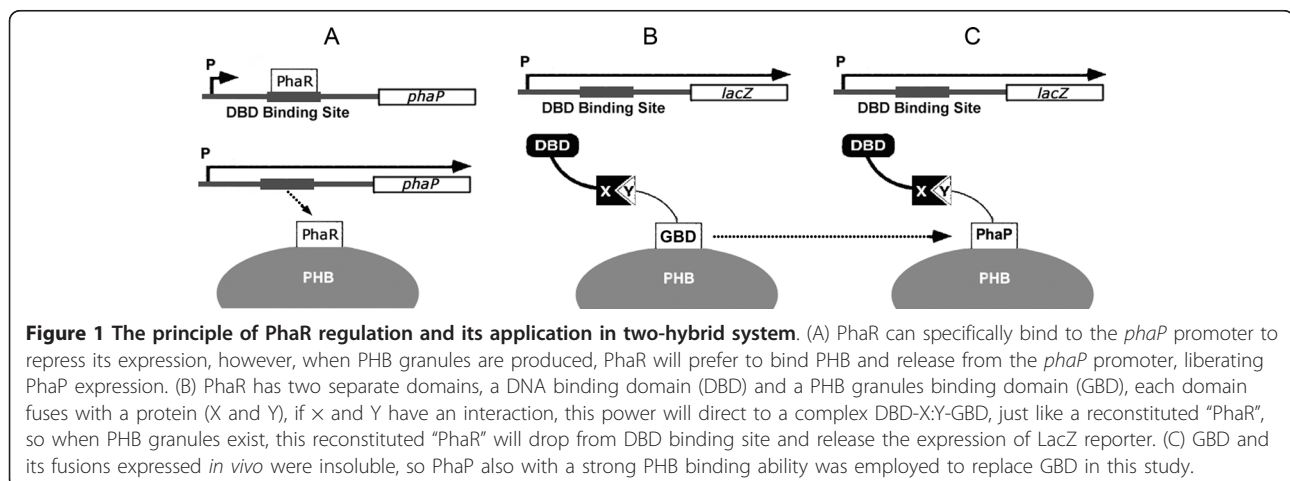 A
B
C
P
PhaR
phaP
DBD Binding Site
P
phaP
PhaR
PHB
P
lacZ
DBD Binding Site
DBD
X
Y
GBD
PHB
P
lacZ
DBD Binding Site
DBD
X
Y
PhaP
PHB
Figure 1 The principle of PhaR regulation and its application in two-hybrid system. (A) PhaR can specifically bind to the phaP promoter to
repress its expression, however, when PHB granules are produced, PhaR will prefer to bind PHB and release from the phaP promoter, liberating
PhaP expression. (B) PhaR has two separate domains, a DNA binding domain (DBD) and a PHB granules binding domain (GBD), each domain
fuses with a protein (X and Y), if × and Y have an interaction, this power will direct to a complex DBD-X:Y-GBD, just like a reconstituted “PhaR”,
so when PHB granules exist, this reconstituted “PhaR” will drop from DBD binding site and release the expression of LacZ reporter. (C) GBD and
its fusions expressed in vivo were insoluble, so PhaP also with a strong PHB binding ability was employed to replace GBD in this study.